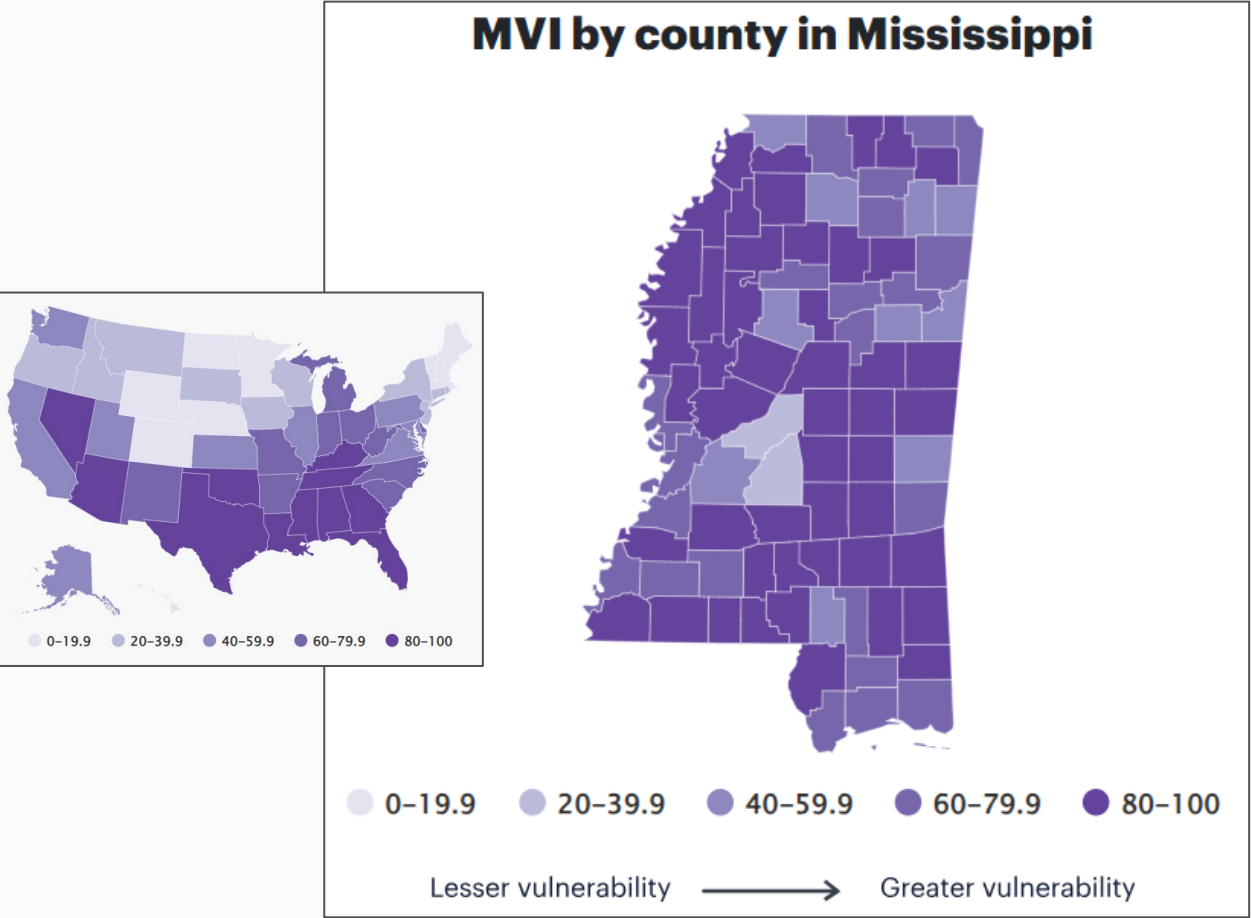 MVI by county in Mississippi
0–19.9 20–39.9 40–59.9 60–79.9 80–100
0–19.9 20–39.9 40–59.9 60–79.9 80–100
Lesser vulnerability Greater vulnerability